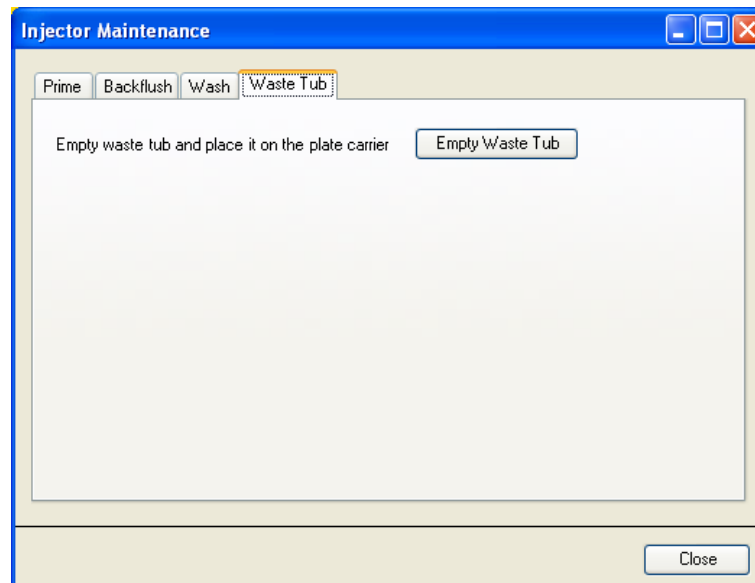 Injector Maintenance
Prime Backflush Wash Waste Tub
Empty waste tub and place it on the plate carrier Empty Waste Tub
Close